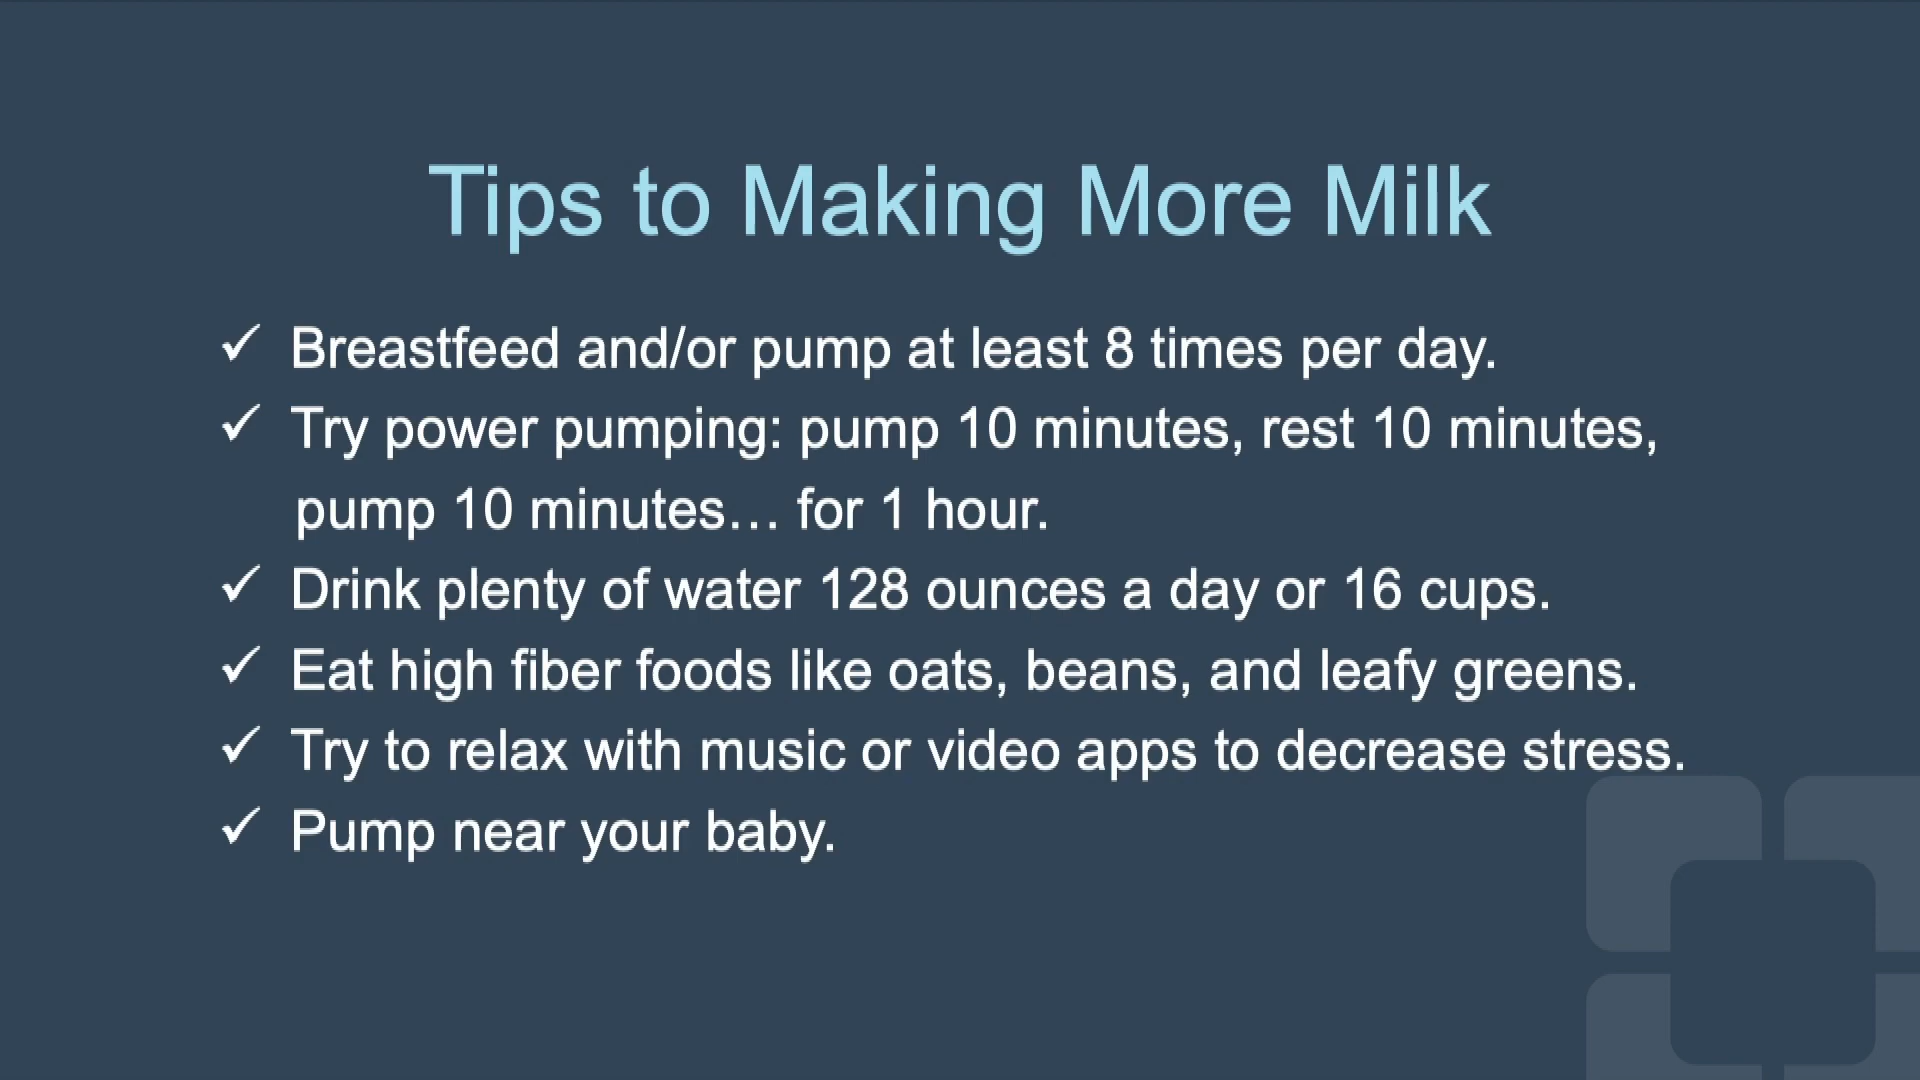 Tips to Making More Milk
✓ Breastfeed and/or pump at least 8 times per day.
✓ Try power pumping: pump 10 minutes, rest 10 minutes,
pump 10 minutes… for 1 hour.
✓ Drink plenty of water 128 ounces a day or 16 cups.
✓ Eat high fiber foods like oats, beans, and leafy greens.
✓ Try to relax with music or video apps to decrease stress.
✓ Pump near your baby.